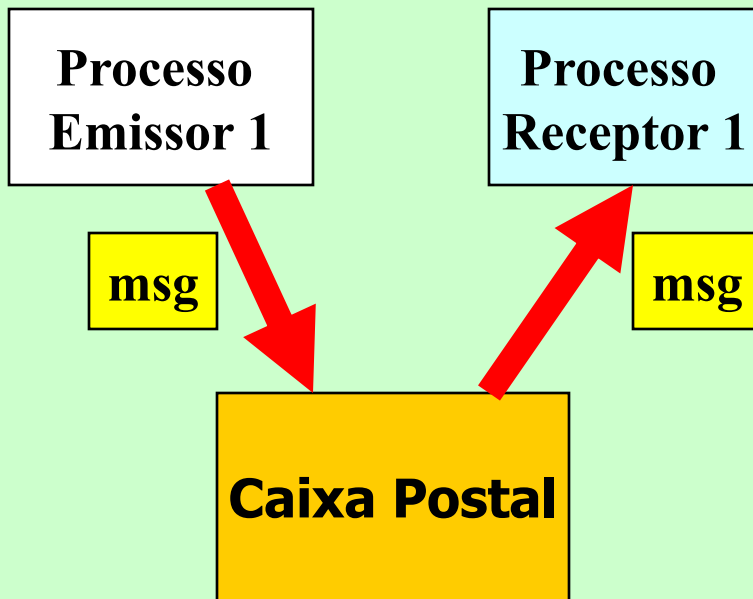 Processo
Emissor 1
Processo
Receptor 1
msg
msg
Caixa Postal